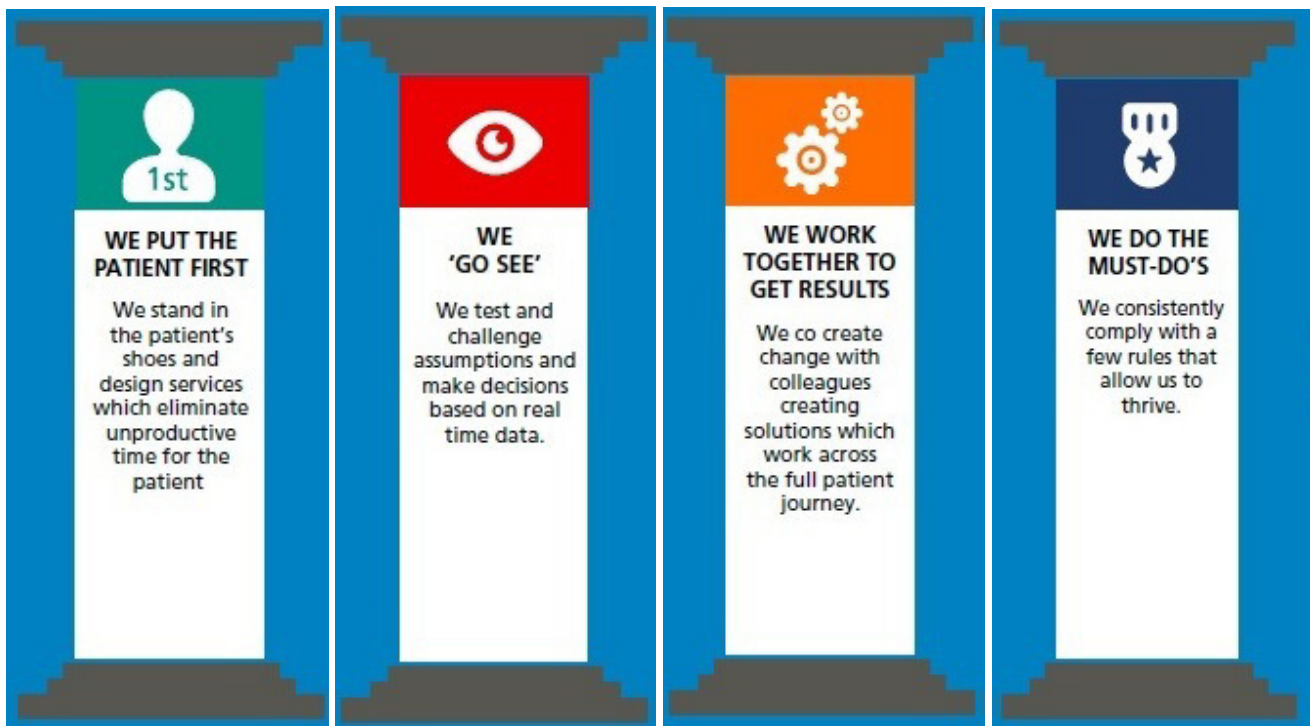 1st
WE PUT THE
PATIENT FIRST
We stand in
the patient's
shoes and
design services
which eliminate
unproductive
time for the
patient
WE
‘GO SEE’
We test and
challenge
assumptions and
make decisions
based on real
time data.
WE WORK
TOGETHER TO
GET RESULTS
We co create
change with
colleagues
creating
solutions which
work across
the full patient
journey.
WE DO THE
MUST-DO'S
We consistently
comply with a
few rules that
allow us to
thrive.